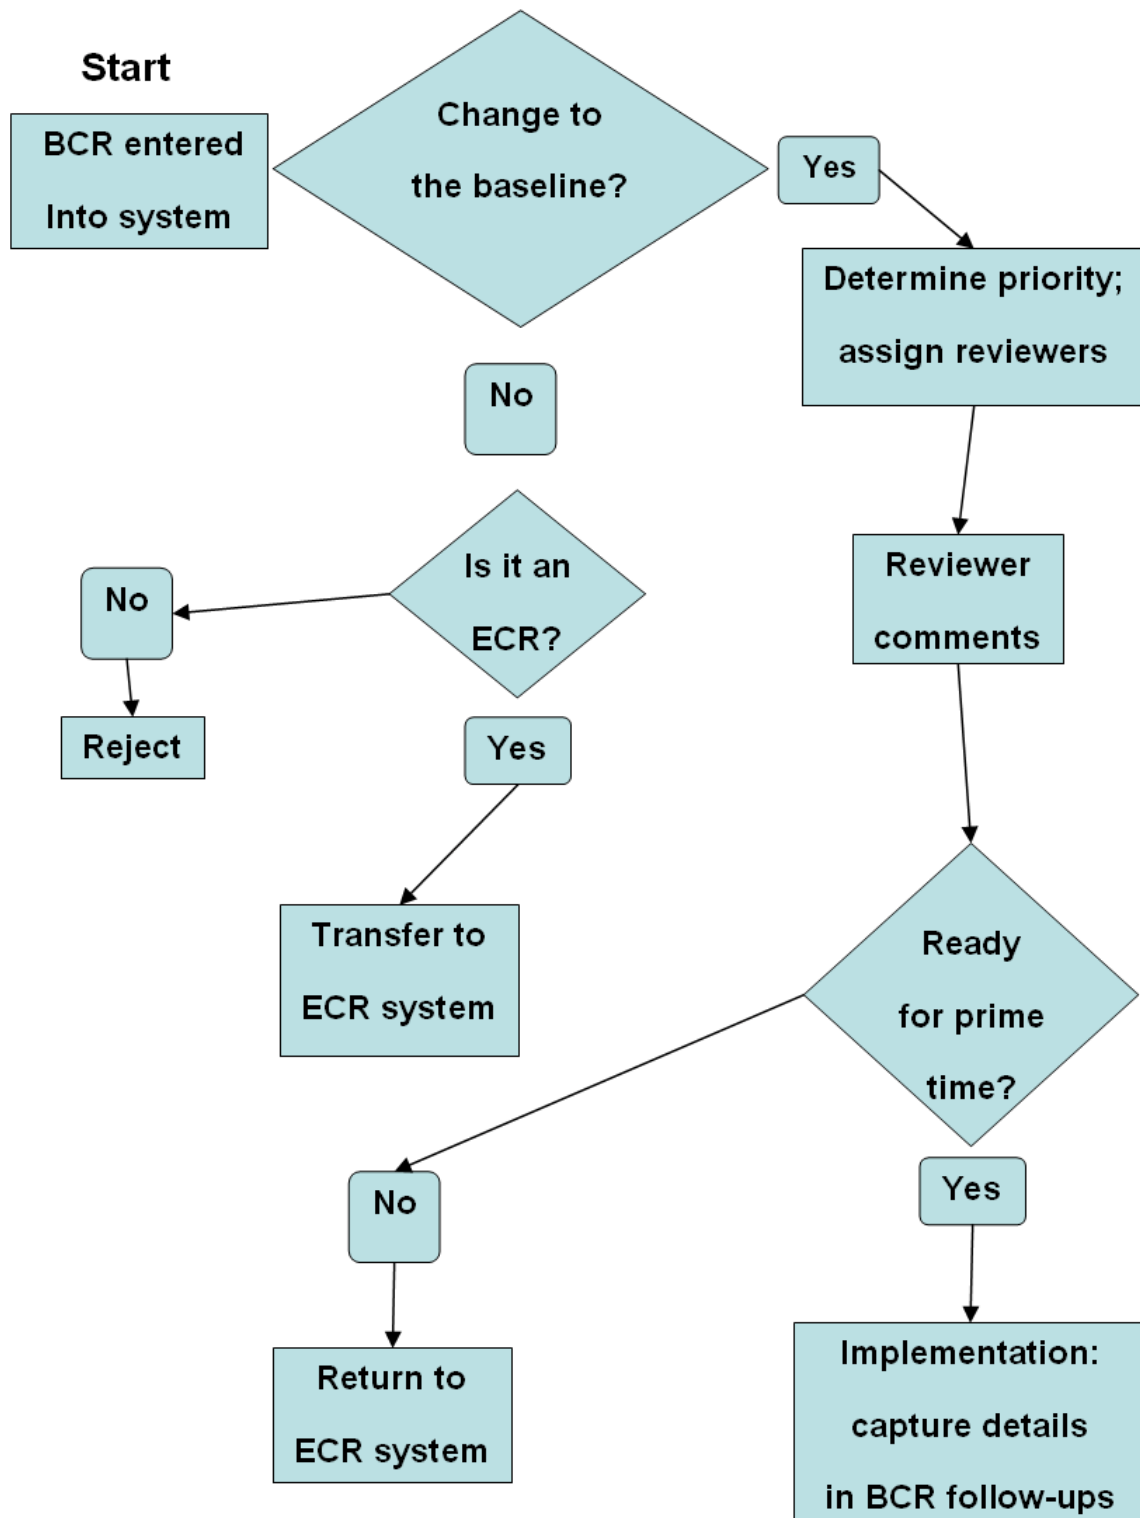 Start
BCR entered
Into system
Change to
the baseline?
Yes
Determine priority;
assign reviewers
No
Is it an
ECR?
No
Reject
Yes
Transfer to
ECR system
Reviewer
comments
Ready
for prime
time?
No
Return to
ECR system
Yes
Implementation:
capture details
in BCR follow-ups